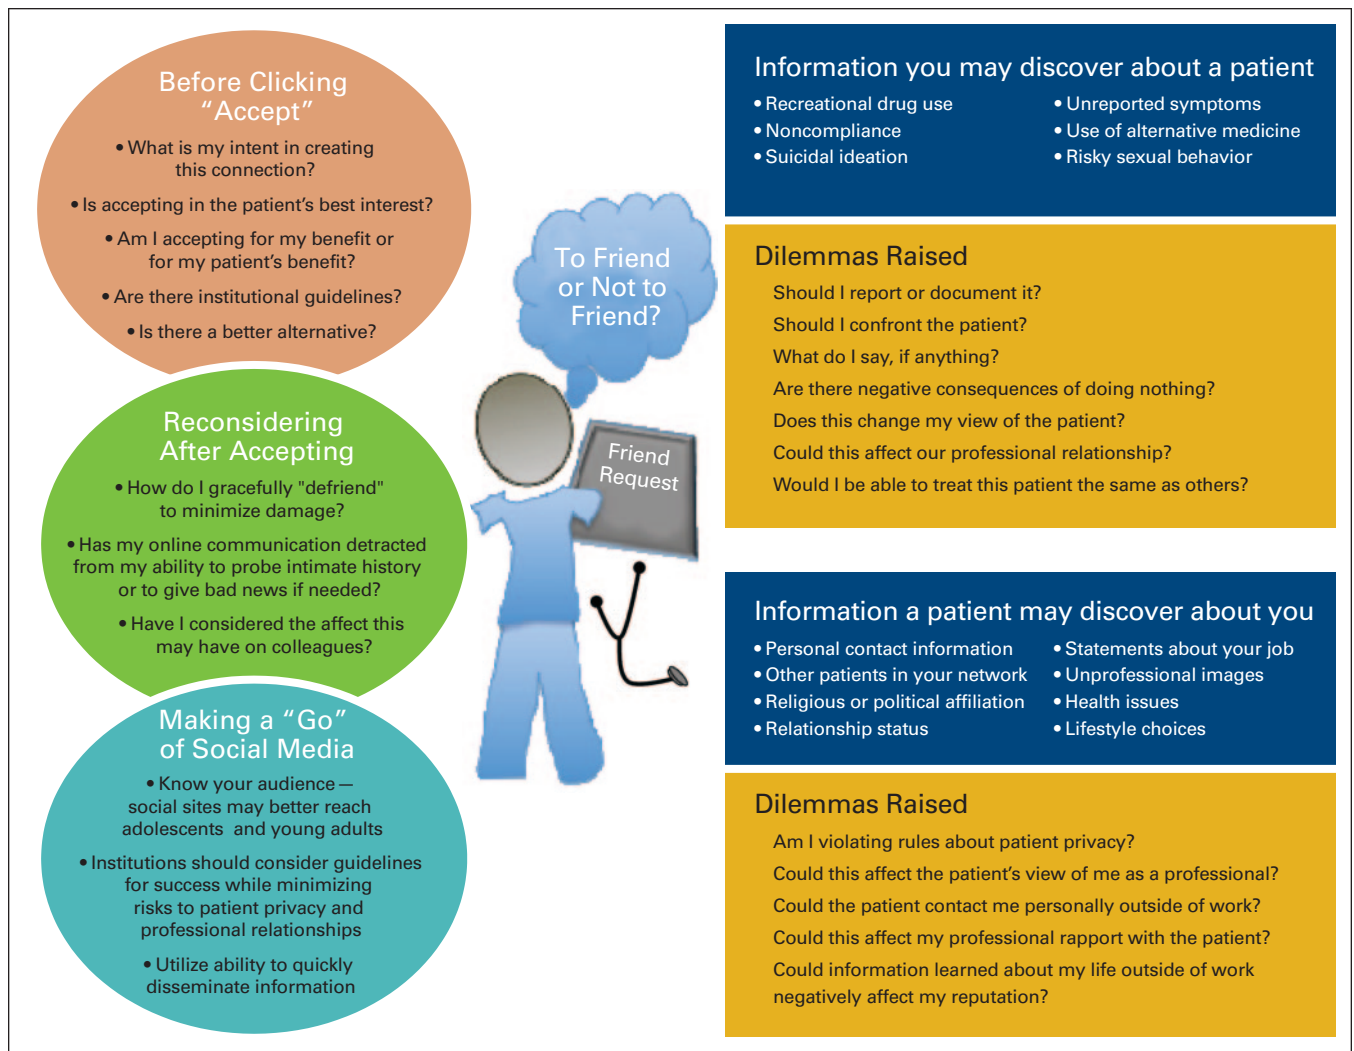 Before Clicking
“Accept”
• What is my intent in creating
this connection?
• Is accepting in the patient’s best interest?
• Am I accepting for my benefit or
for my patient’s benefit?
• Are there institutional guidelines?
• Is there a better alternative?
Reconsidering
After Accepting
• How do I gracefully "defriend"
to minimize damage?
• Has my online communication detracted
from my ability to probe intimate history
or to give bad news if needed?
• Have I considered the affect this
may have on colleagues?
Making a “Go”
of Social Media
• Know your audience —
social sites may better reach
adolescents and young adults
• Institutions should consider guidelines
for success while minimizing
risks to patient privacy and
professional relationships
• Utilize ability to quickly
disseminate information
To Friend
or Not to
Friend?
Friend
Request
Information you may discover about a patient
• Recreational drug use
• Noncompliance
• Suicidal ideation
• Unreported symptoms
• Use of alternative medicine
• Risky sexual behavior
Dilemmas Raised
Should I report or document it?
Should I confront the patient?
What do I say, if anything?
Are there negative consequences of doing nothing?
Does this change my view of the patient?
Could this affect our professional relationship?
Would I be able to treat this patient the same as others?
Information a patient may discover about you
• Personal contact information
• Other patients in your network
• Religious or political affiliation
• Relationship status
• Statements about your job
• Unprofessional images
• Health issues
• Lifestyle choices
Dilemmas Raised
Am I violating rules about patient privacy?
Could this affect the patient’s view of me as a professional?
Could the patient contact me personally outside of work?
Could this affect my professional rapport with the patient?
Could information learned about my life outside of work
negatively affect my reputation?